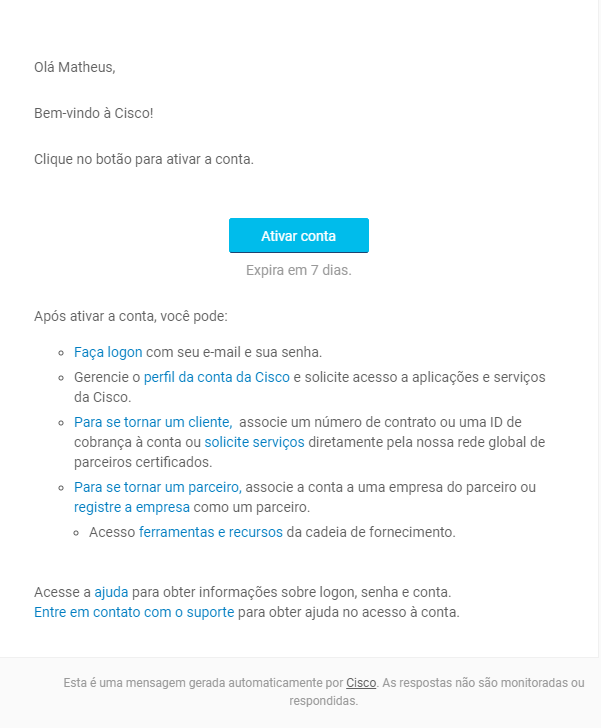 Olá Matheus,
Bem-vindo à Cisco!
Clique no botão para ativar a conta.
Ativar conta
Expira em 7 dias.
Após ativar a conta, você pode:
Faça logon com seu e-mail e sua senha.
Gerencie o perfil da conta da Cisco e solicite acesso a aplicações e serviços
da Cisco.
Para se tornar um cliente, associe um número de contrato ou uma ID de
cobrança à conta ou solicite serviços diretamente pela nossa rede global de
parceiros certificados.
Para se tornar um parceiro, associe a conta a uma empresa do parceiro ou
registre a empresa como um parceiro.
Acesso ferramentas e recursos da cadeia de fornecimento.
Acesse a ajuda para obter informações sobre logon, senha e conta.
Entre em contato com o suporte para obter ajuda no acesso à conta.
Esta é uma mensagem gerada automaticamente por Cisco. As respostas não são monitoradas ou
respondidas.